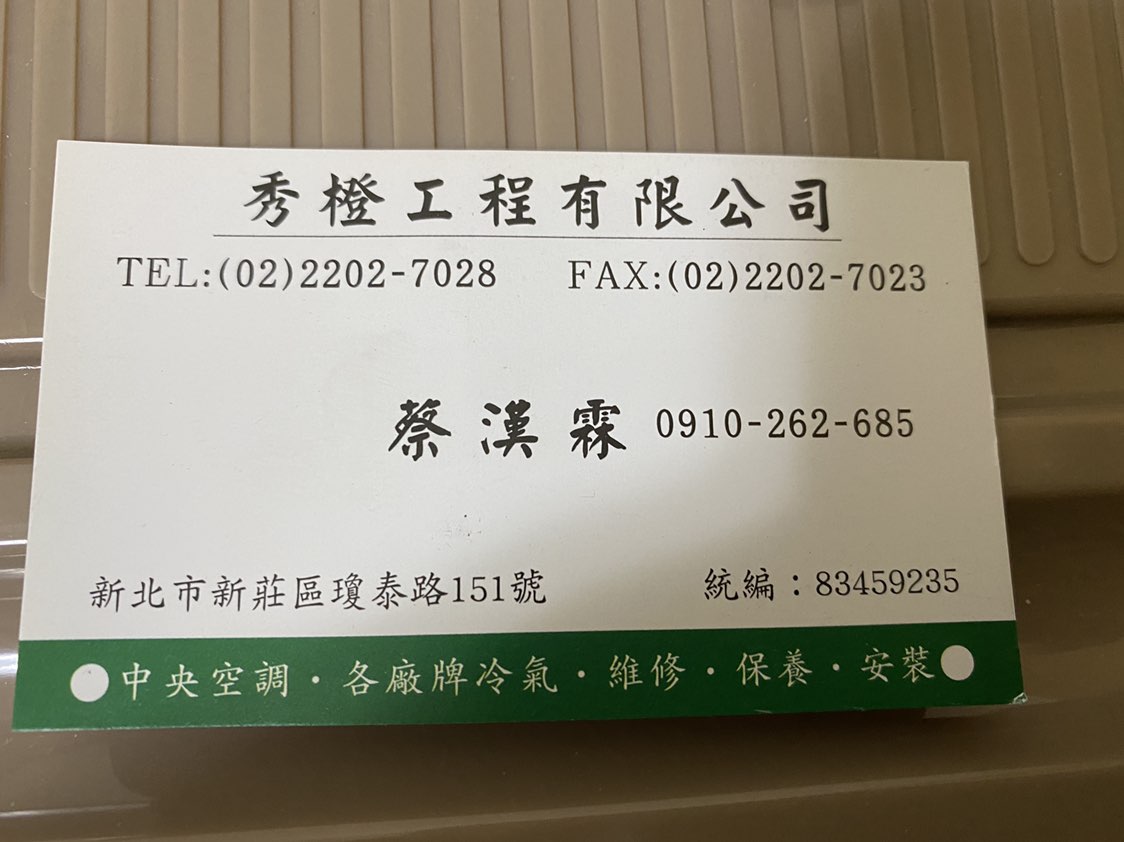 秀橙工程有限公司
TEL:(02)2202-7028 FAX:(02)2202-7023
蔡漢霖 0910-262-685
新北市新莊區瓊泰路151號 統編：83459235
●中央空調・各廠牌冷氣・維修・保養・安裝●